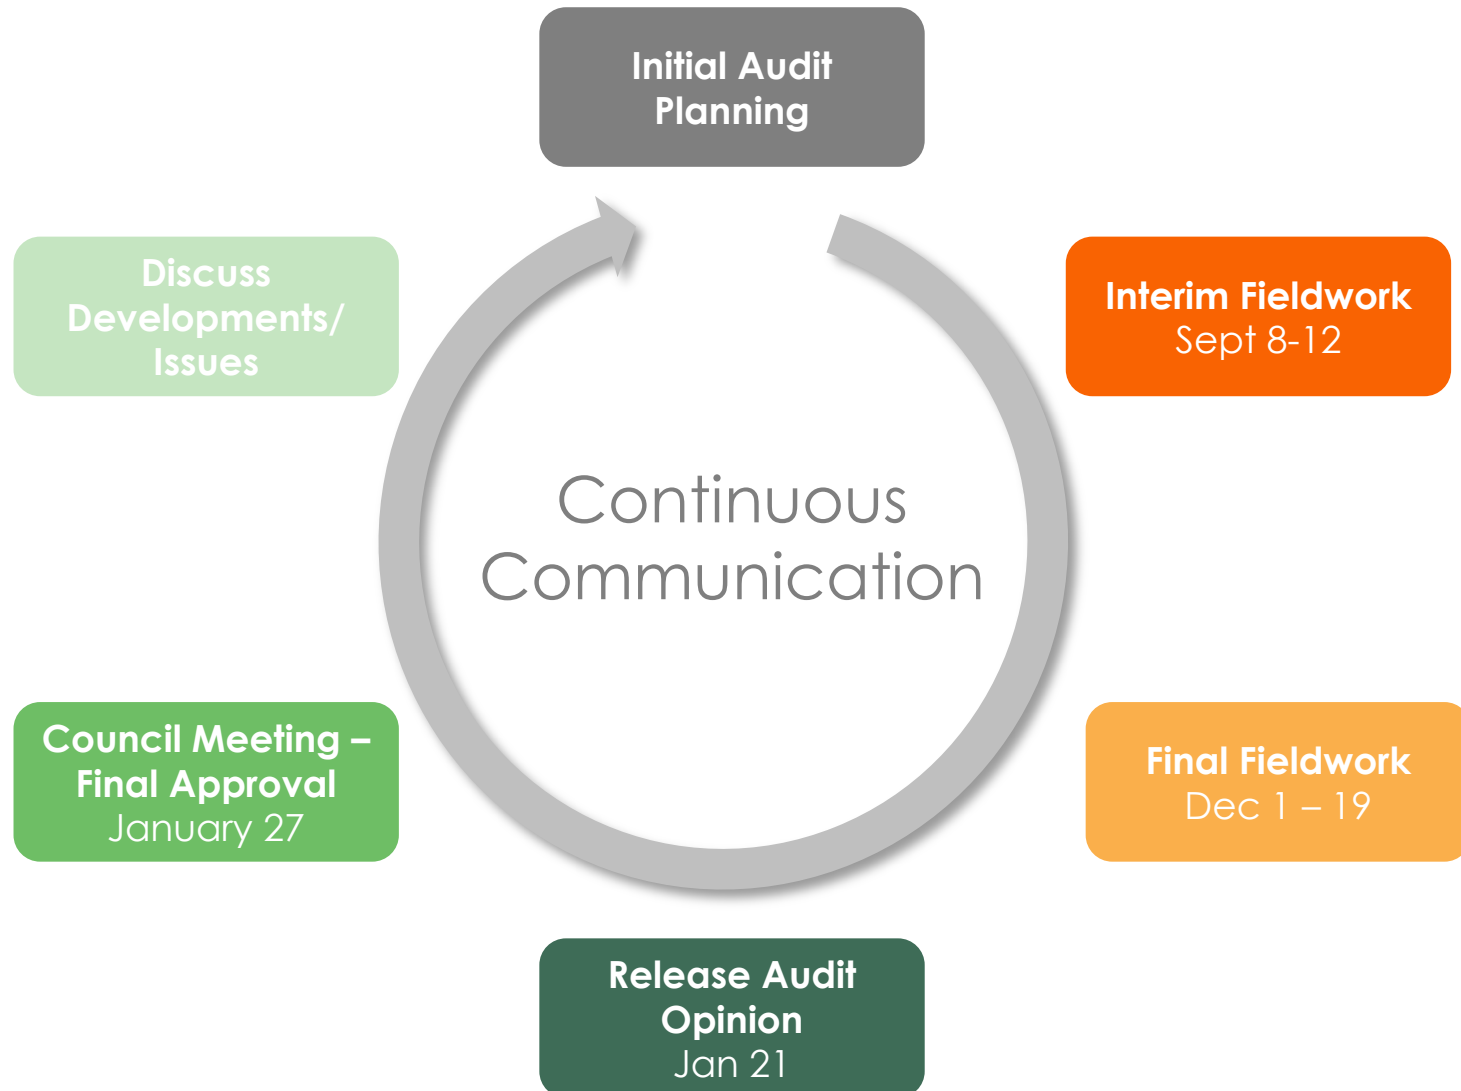 Initial Audit
Planning
Interim Fieldwork
Sept 8-12
Final Fieldwork
Dec 1 – 19
Release Audit
Opinion
Jan 21
Council Meeting –
Final Approval
January 27
Discuss
Developments/
Issues
Continuous
Communication